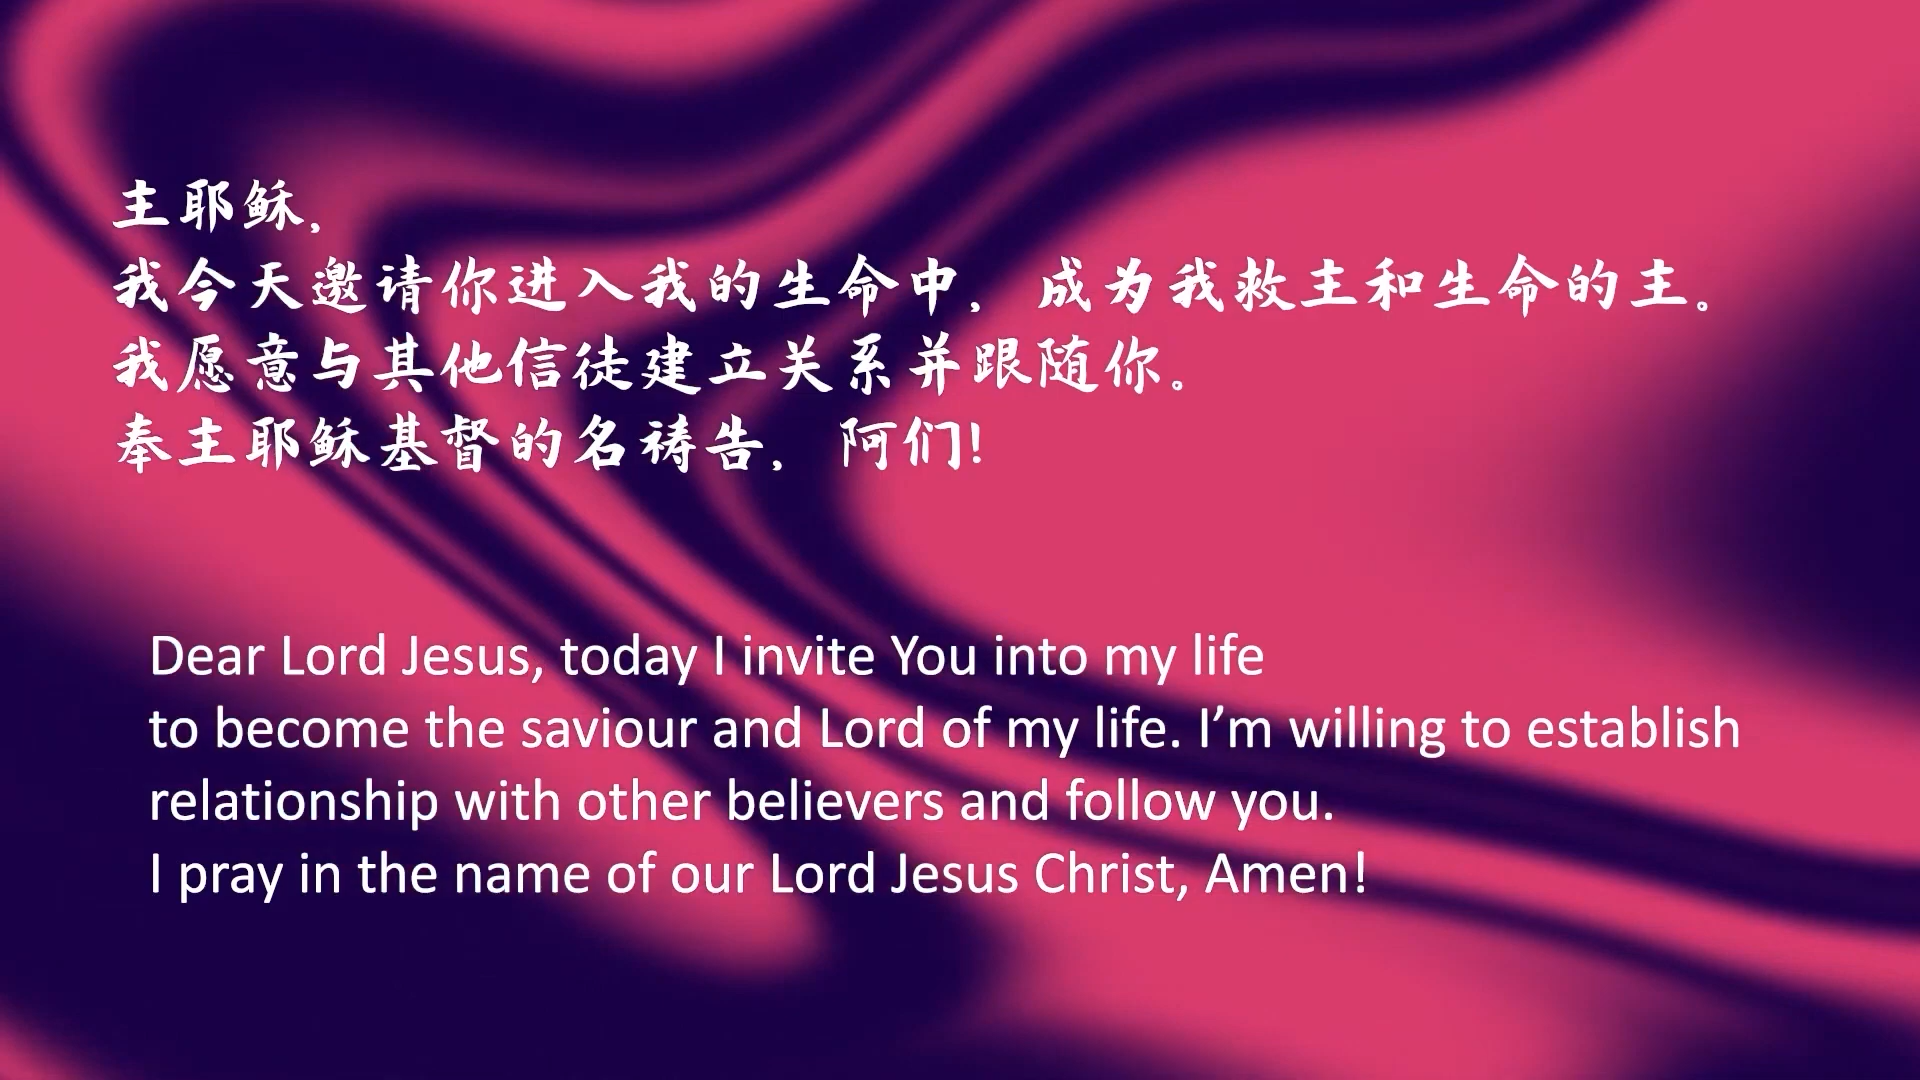 主耶稣，
我今天邀请你进入我的生命中，成为我救主和生命的主。
我愿意与其他信徒建立关系并跟随你。
奉主耶稣基督的名祷告，阿们!
Dear Lord Jesus, today I invite You into my life
to become the saviour and Lord of my life. I’m willing to establish
relationship with other believers and follow you.
I pray in the name of our Lord Jesus Christ, Amen!